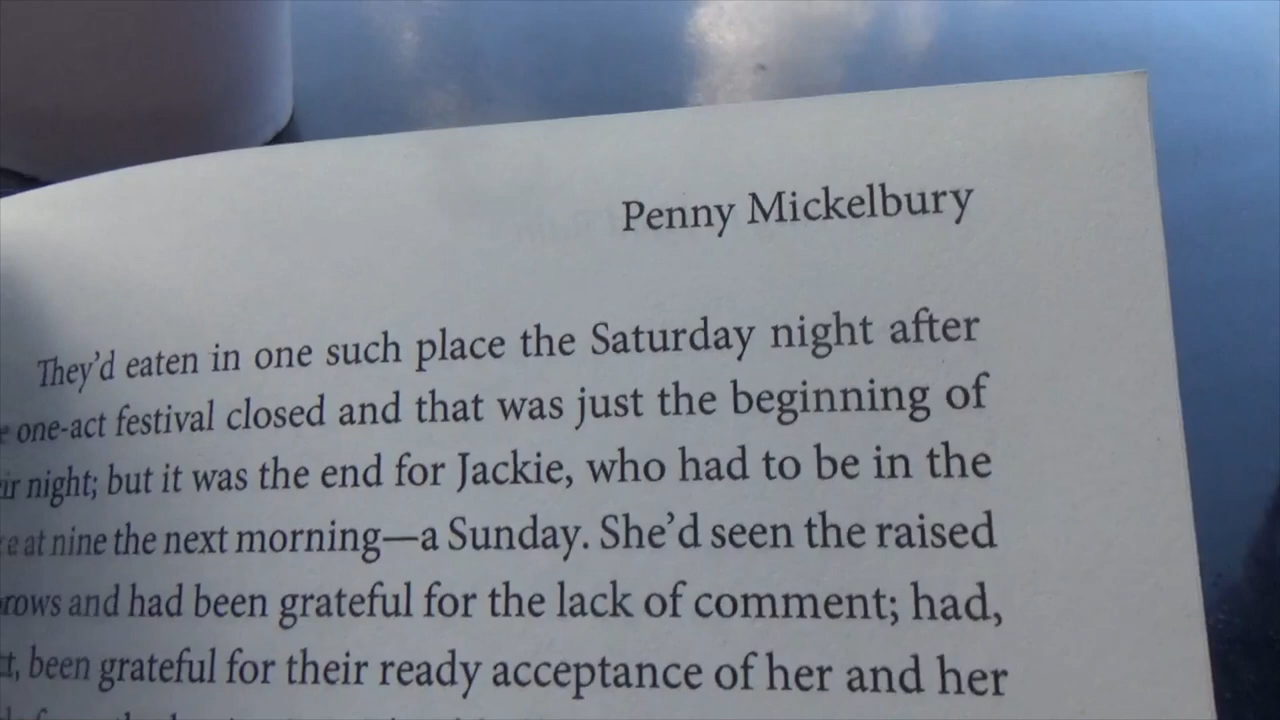 Penny Mickelbury
They'd eaten in one such place the Saturday night after
one-act festival closed and that was just the beginning of
night; but it was the end for Jackie, who had to be in the
at nine the next morning—a Sunday. She'd seen the raised
and had been grateful for the lack of comment; had,
been grateful for their ready acceptance of her and her